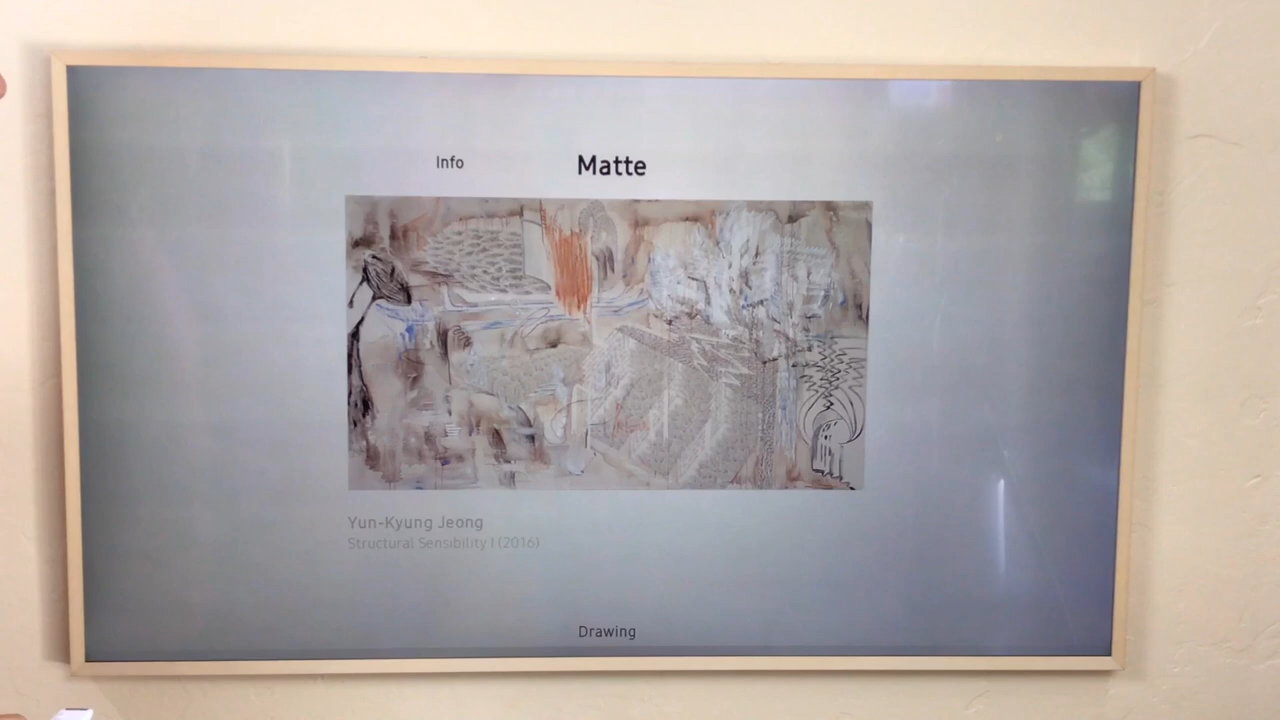 Info
Matte
Yun-Kyung Jeong
Structural Sensibility I (2016)
Drawing